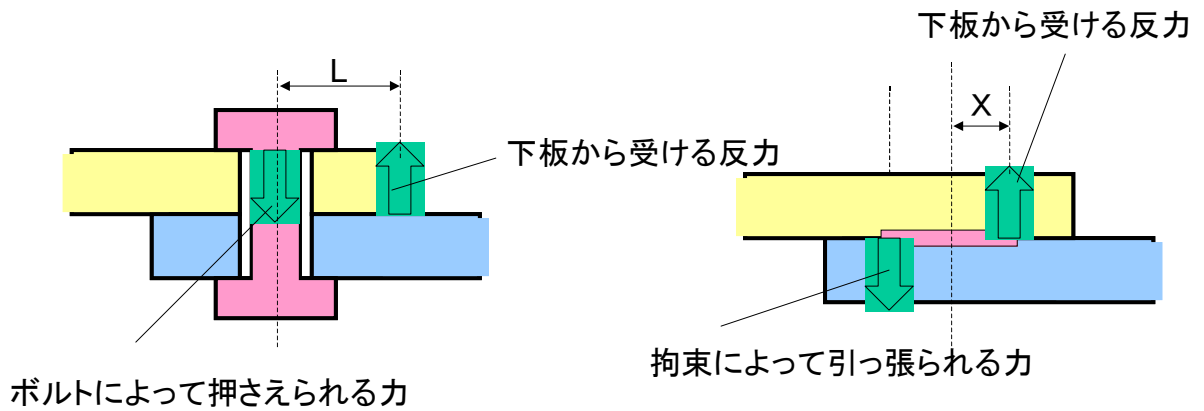 下板から受ける反力
L
X
下板から受ける反力
拘束によって引っ張られる力
ボルトによって押さえられる力